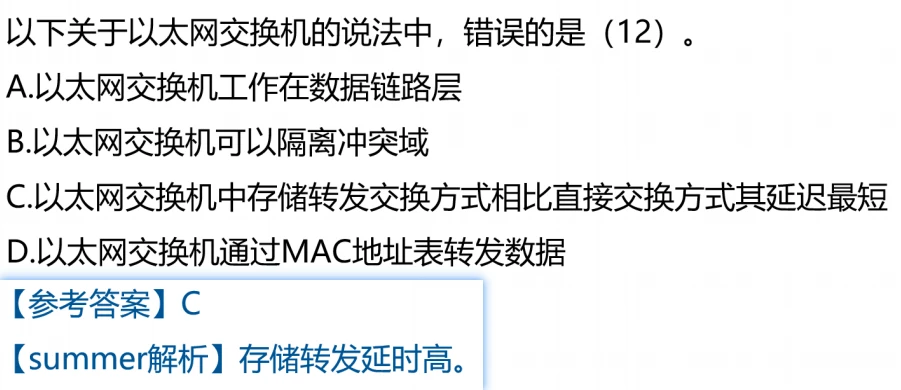 以下关于以太网交换机的说法中，错误的是（12）。
A.以太网交换机工作在数据链路层
B.以太网交换机可以隔离冲突域
C.以太网交换机中存储转发交换方式相比直接交换方式其延迟最短
D.以太网交换机通过MAC地址表转发数据
【参考答案】C
【summer解析】存储转发延时高。